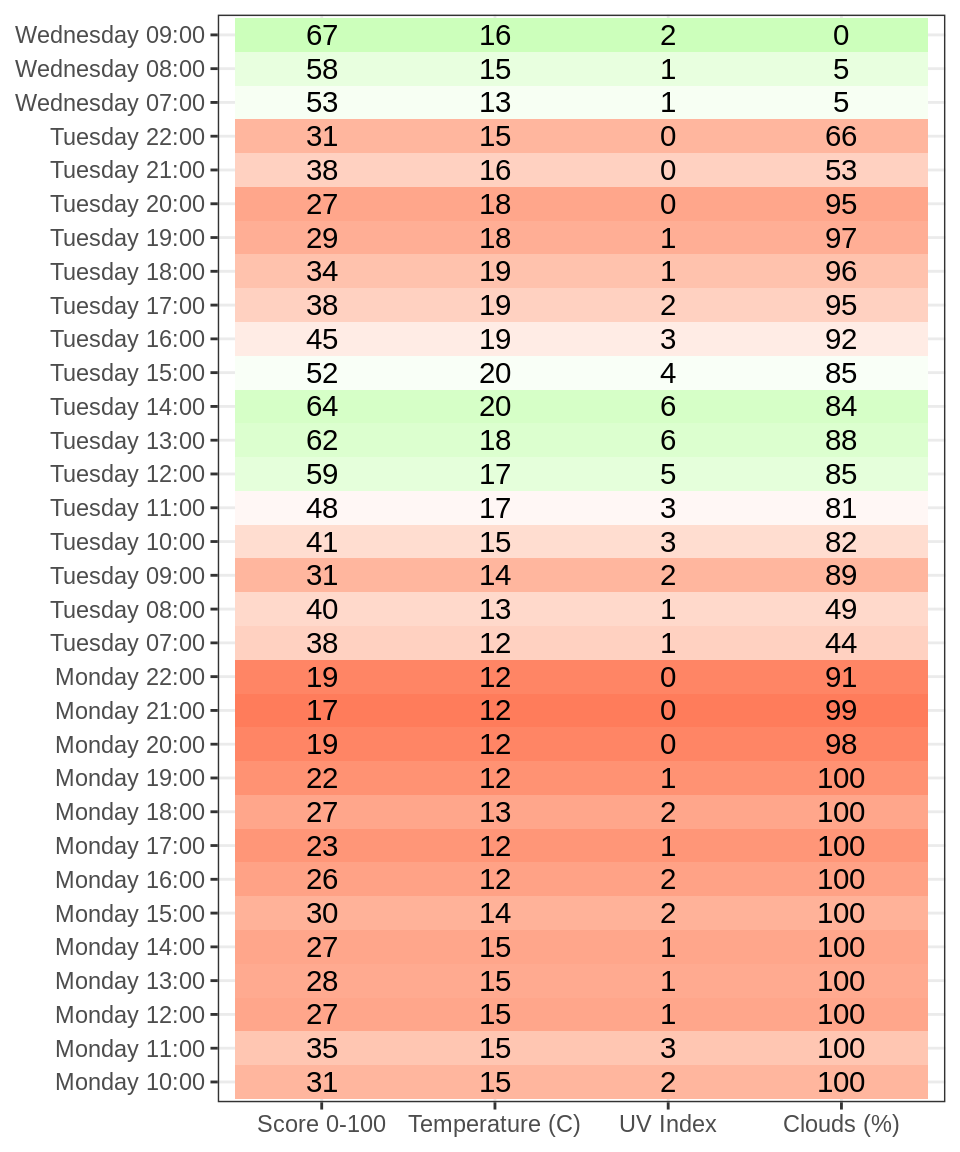 Wednesday 09:00 67 16 2 0
Wednesday 08:00 58 15 1 5
Wednesday 07:00 53 13 1 5
Tuesday 22:00 31 15 0 66
Tuesday 21:00 38 16 0 53
Tuesday 20:00 27 18 0 95
Tuesday 19:00 29 18 1 97
Tuesday 18:00 34 19 1 96
Tuesday 17:00 38 19 2 95
Tuesday 16:00 45 19 3 92
Tuesday 15:00 52 20 4 85
Tuesday 14:00 64 20 6 84
Tuesday 13:00 62 18 6 88
Tuesday 12:00 59 17 5 85
Tuesday 11:00 48 17 3 81
Tuesday 10:00 41 15 3 82
Tuesday 09:00 31 14 2 89
Tuesday 08:00 40 13 1 49
Tuesday 07:00 38 12 1 44
Monday 22:00 19 12 0 91
Monday 21:00 17 12 0 99
Monday 20:00 19 12 0 98
Monday 19:00 22 12 1 100
Monday 18:00 27 13 2 100
Monday 17:00 23 12 1 100
Monday 16:00 26 12 2 100
Monday 15:00 30 14 2 100
Monday 14:00 27 15 1 100
Monday 13:00 28 15 1 100
Monday 12:00 27 15 1 100
Monday 11:00 35 15 3 100
Monday 10:00 31 15 2 100
Score 0-100 Temperature (C) UV Index Clouds (%)